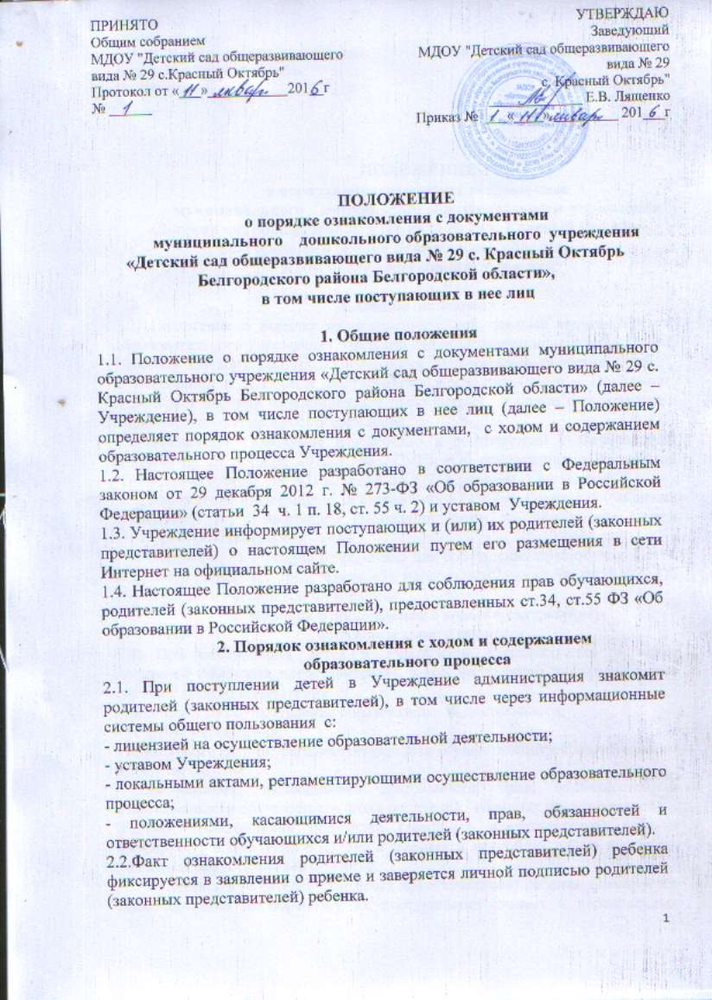 ПРИНЯТО
Общим собранием
МДОУ "Детский сад общеразвивающего
вида № 29 с.Красный Октябрь"
Протокол от « 11 » январь 2016 г
№ 1
УТВЕРЖДАЮ
Заведующий
МДОУ "Детский сад общеразвивающего
вида № 29
с. Красный Октябрь"
Е.В. Лященко
Приказ № 1 « 11 » январь 2016 г
ПОЛОЖЕНИЕ
о порядке ознакомления с документами
муниципального дошкольного образовательного учреждения
«Детский сад общеразвивающего вида № 29 с. Красный Октябрь
Белгородского района Белгородской области»,
в том числе поступающих в нее лиц
1. Общие положения
1.1. Положение о порядке ознакомления с документами муниципального
образовательного учреждения «Детский сад общеразвивающего вида № 29 с.
Красный Октябрь Белгородского района Белгородской области» (далее –
Учреждение), в том числе поступающих в нее лиц (далее – Положение)
определяет порядок ознакомления с документами, с ходом и содержанием
образовательного процесса Учреждения.
1.2. Настоящее Положение разработано в соответствии с Федеральным
законом от 29 декабря 2012 г. № 273-ФЗ «Об образовании в Российской
Федерации» (статьи 34 ч. 1 п. 18, ст. 55 ч. 2) и уставом Учреждения.
1.3. Учреждение информирует поступающих и (или) их родителей (законных
представителей) о настоящем Положении путем его размещения в сети
Интернет на официальном сайте.
1.4. Настоящее Положение разработано для соблюдения прав обучающихся,
родителей (законных представителей), предоставленных ст.34, ст.55 ФЗ «Об
образовании в Российской Федерации».
2. Порядок ознакомления с ходом и содержанием
образовательного процесса
2.1. При поступлении детей в Учреждение администрация знакомит
родителей (законных представителей), в том числе через информационные
системы общего пользования с:
- лицензией на осуществление образовательной деятельности;
- уставом Учреждения;
- локальными актами, регламентирующими осуществление образовательного
процесса;
- положениями, касающимися деятельности, прав, обязанностей и
ответственности обучающихся и/или родителей (законных представителей).
2.2.Факт ознакомления родителей (законных представителей) ребенка
фиксируется в заявлении о приеме и заверяется личной подписью родителей
(законных представителей) ребенка.
1